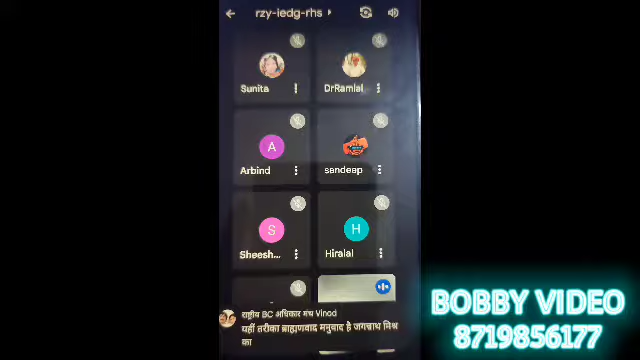 rzy-iedg-rhs
Sunita
DrRamlal
A
Arbind
sandeep
S
Sheesh...
H
Hiralal
राष्ट्रीय BC अधिकार मंच Vinod
यहीं तरीका ब्राह्मणवाद मनुवाद है जगन्नाथ मिश्र
का
BOBBY VIDEO
8719856177